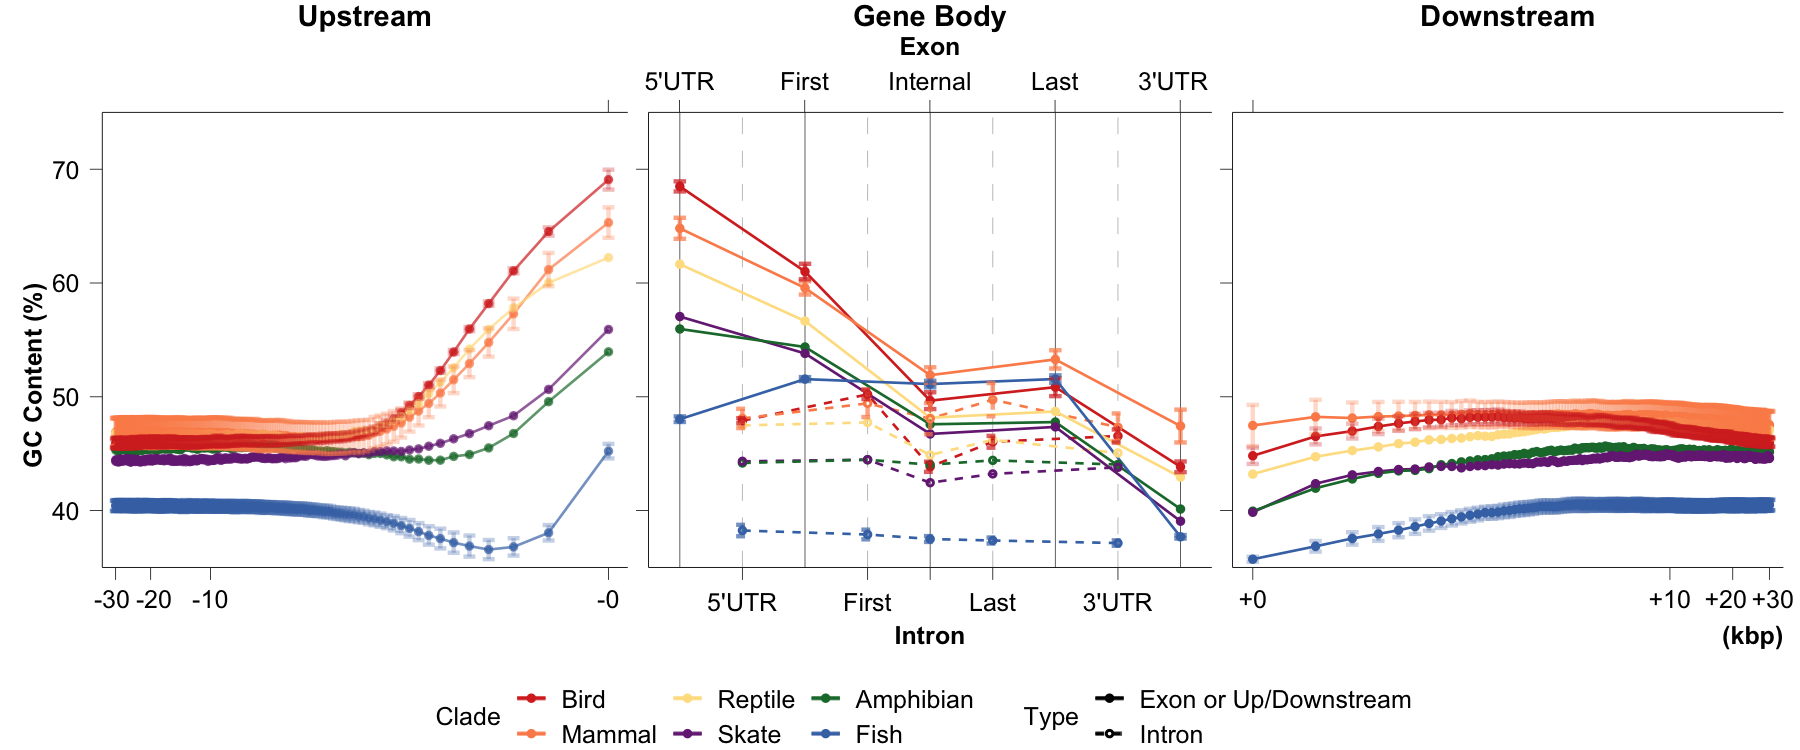 Upstream Gene Body Downstream
Exon
5'UTR First Internal Last 3'UTR
GC Content (%)
70
60
50
40
-30 -20 -10 -0
5'UTR First Last 3'UTR
+0 +10 +20 +30
Intron
(kbp)
Clade
Bird Reptile Amphibian
Mammal Skate Fish
Type
Exon or Up/Downstream
Intron